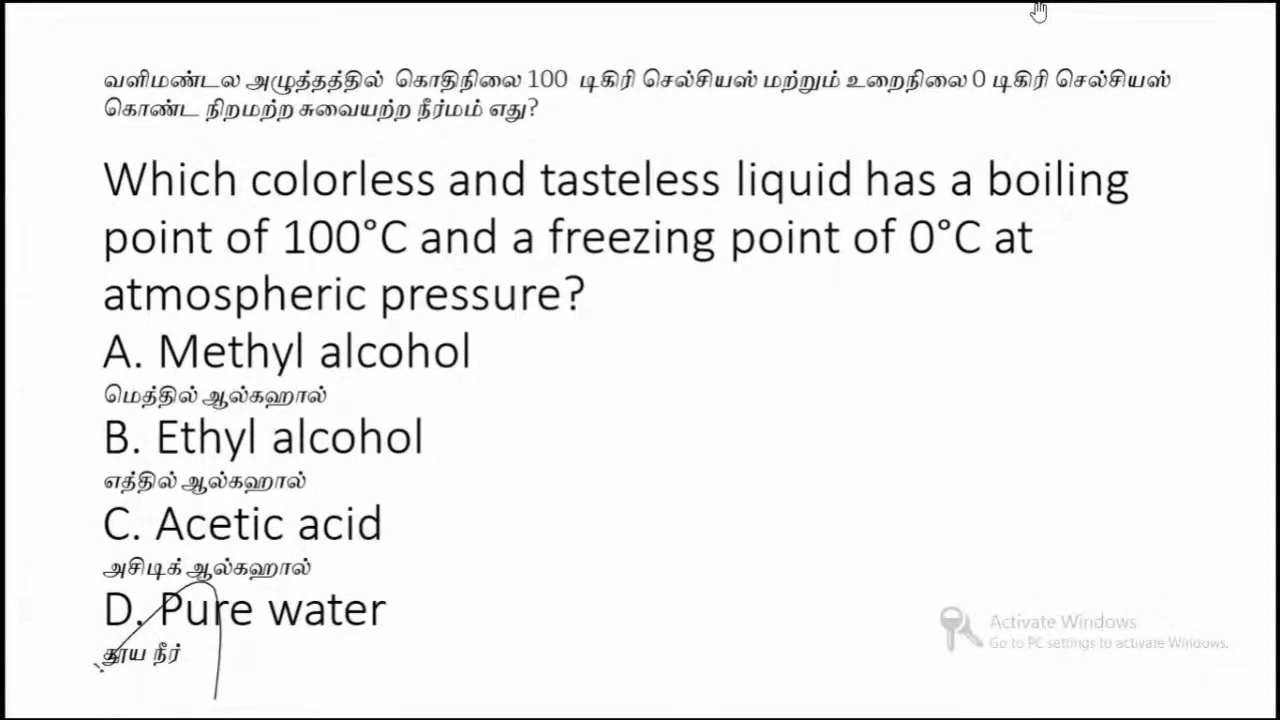 வளிமண்டல அழுத்தத்தில் கொதிநிலை 100 டிகிரி செல்சியஸ் மற்றும் உறைநிலை 0 டிகிரி செல்சியஸ்
கொண்ட நிறமற்ற சுவையற்ற நீர்மம் எது?
Which colorless and tasteless liquid has a boiling
point of 100°C and a freezing point of 0°C at
atmospheric pressure?
A. Methyl alcohol
மெத்தில் ஆல்கஹால்
B. Ethyl alcohol
எத்தில் ஆல்கஹால்
C. Acetic acid
அசிடிக் ஆல்கஹால்
D. Pure water
தூய நீர்
Activate Windows
Go to PC settings to activate Windows.